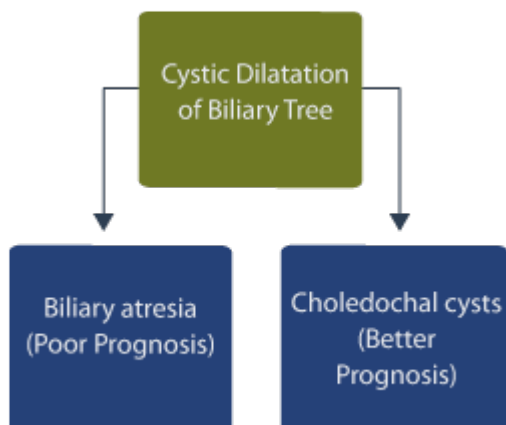 Cystic Dilatation
of Biliary Tree
Biliary atresia
(Poor Prognosis)
Choledochal cysts
(Better
Prognosis)